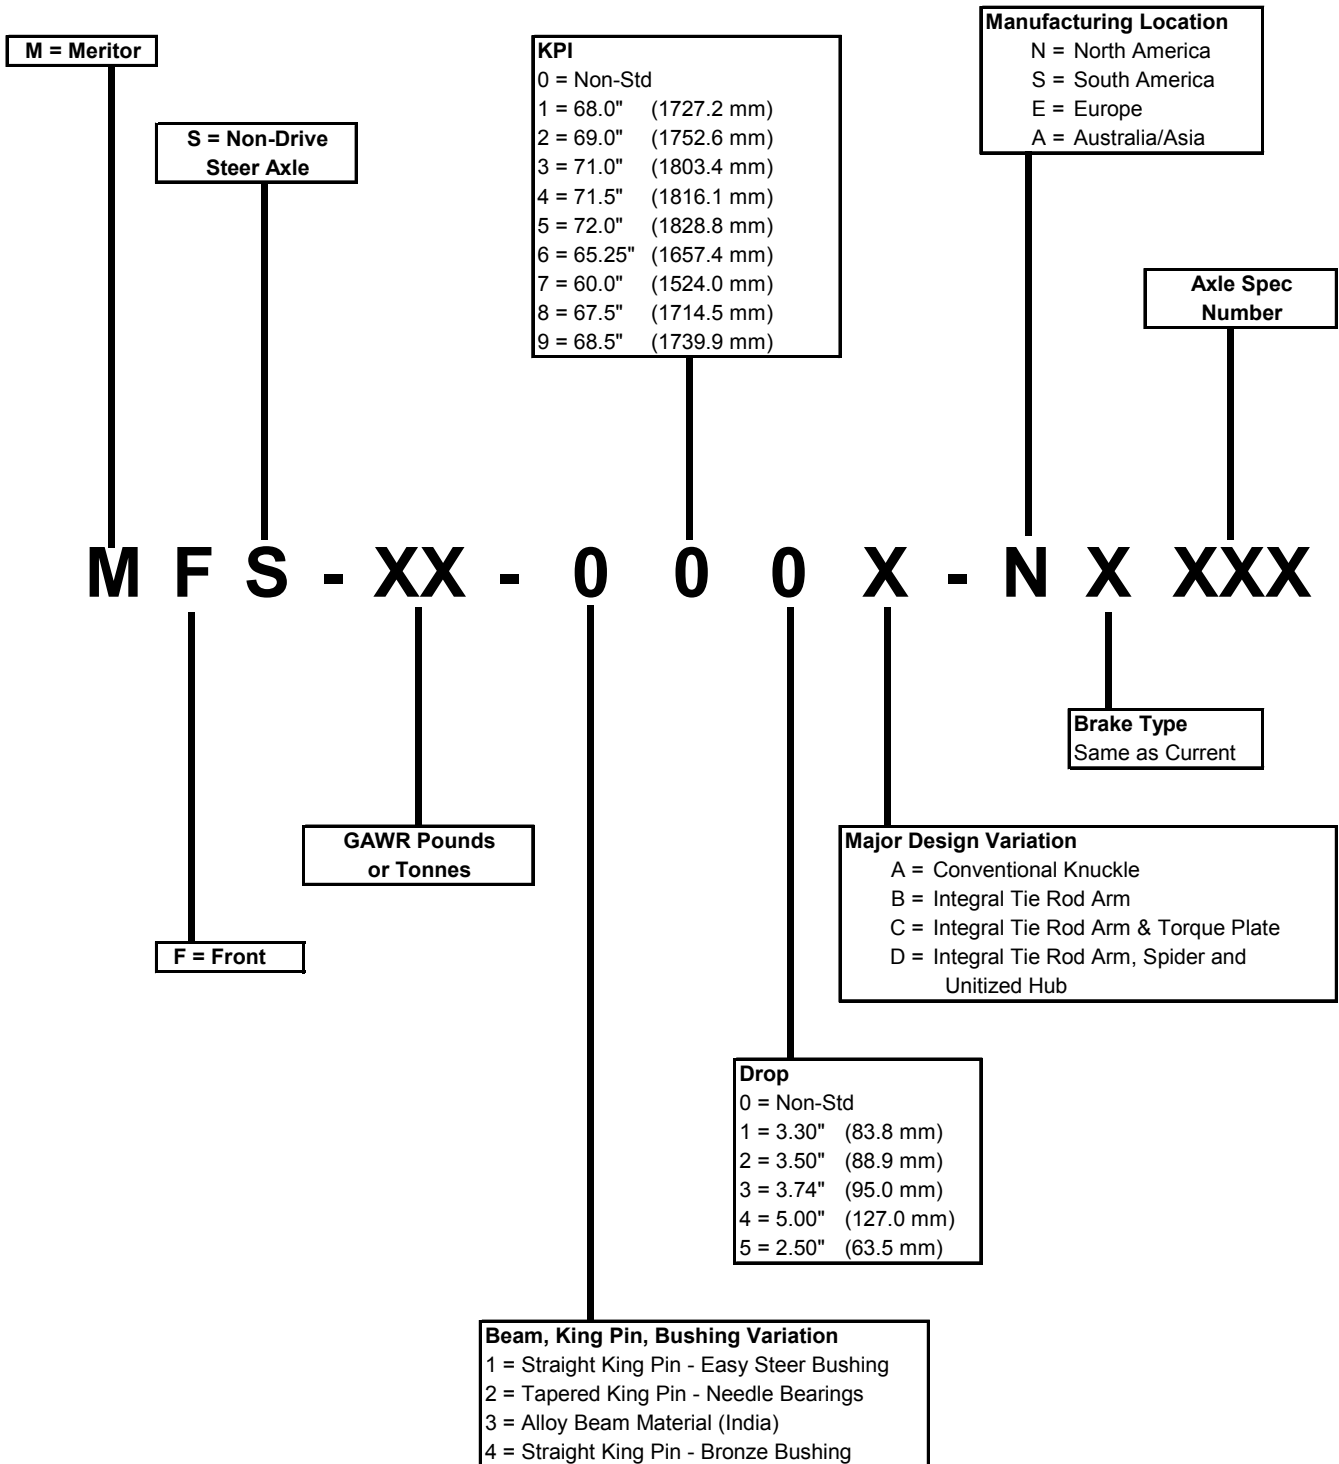 M = Meritor
S = Non-Drive
Steer Axle
KPI
0 = Non-Std
1 = 68.0" (1727.2 mm)
2 = 69.0" (1752.6 mm)
3 = 71.0" (1803.4 mm)
4 = 71.5" (1816.1 mm)
5 = 72.0" (1828.8 mm)
6 = 65.25" (1657.4 mm)
7 = 60.0" (1524.0 mm)
8 = 67.5" (1714.5 mm)
9 = 68.5" (1739.9 mm)
Manufacturing Location
N = North America
S = South America
E = Europe
A = Australia/Asia
Axle Spec
Number
M F S - XX - 0 0 0 X - N X XXX
Brake Type
Same as Current
GAWR Pounds
or Tonnes
Major Design Variation
A = Conventional Knuckle
B = Integral Tie Rod Arm
C = Integral Tie Rod Arm & Torque Plate
D = Integral Tie Rod Arm, Spider and
Unitized Hub
F = Front
Drop
0 = Non-Std
1 = 3.30" (83.8 mm)
2 = 3.50" (88.9 mm)
3 = 3.74" (95.0 mm)
4 = 5.00" (127.0 mm)
5 = 2.50" (63.5 mm)
Beam, King Pin, Bushing Variation
1 = Straight King Pin - Easy Steer Bushing
2 = Tapered King Pin - Needle Bearings
3 = Alloy Beam Material (India)
4 = Straight King Pin - Bronze Bushing